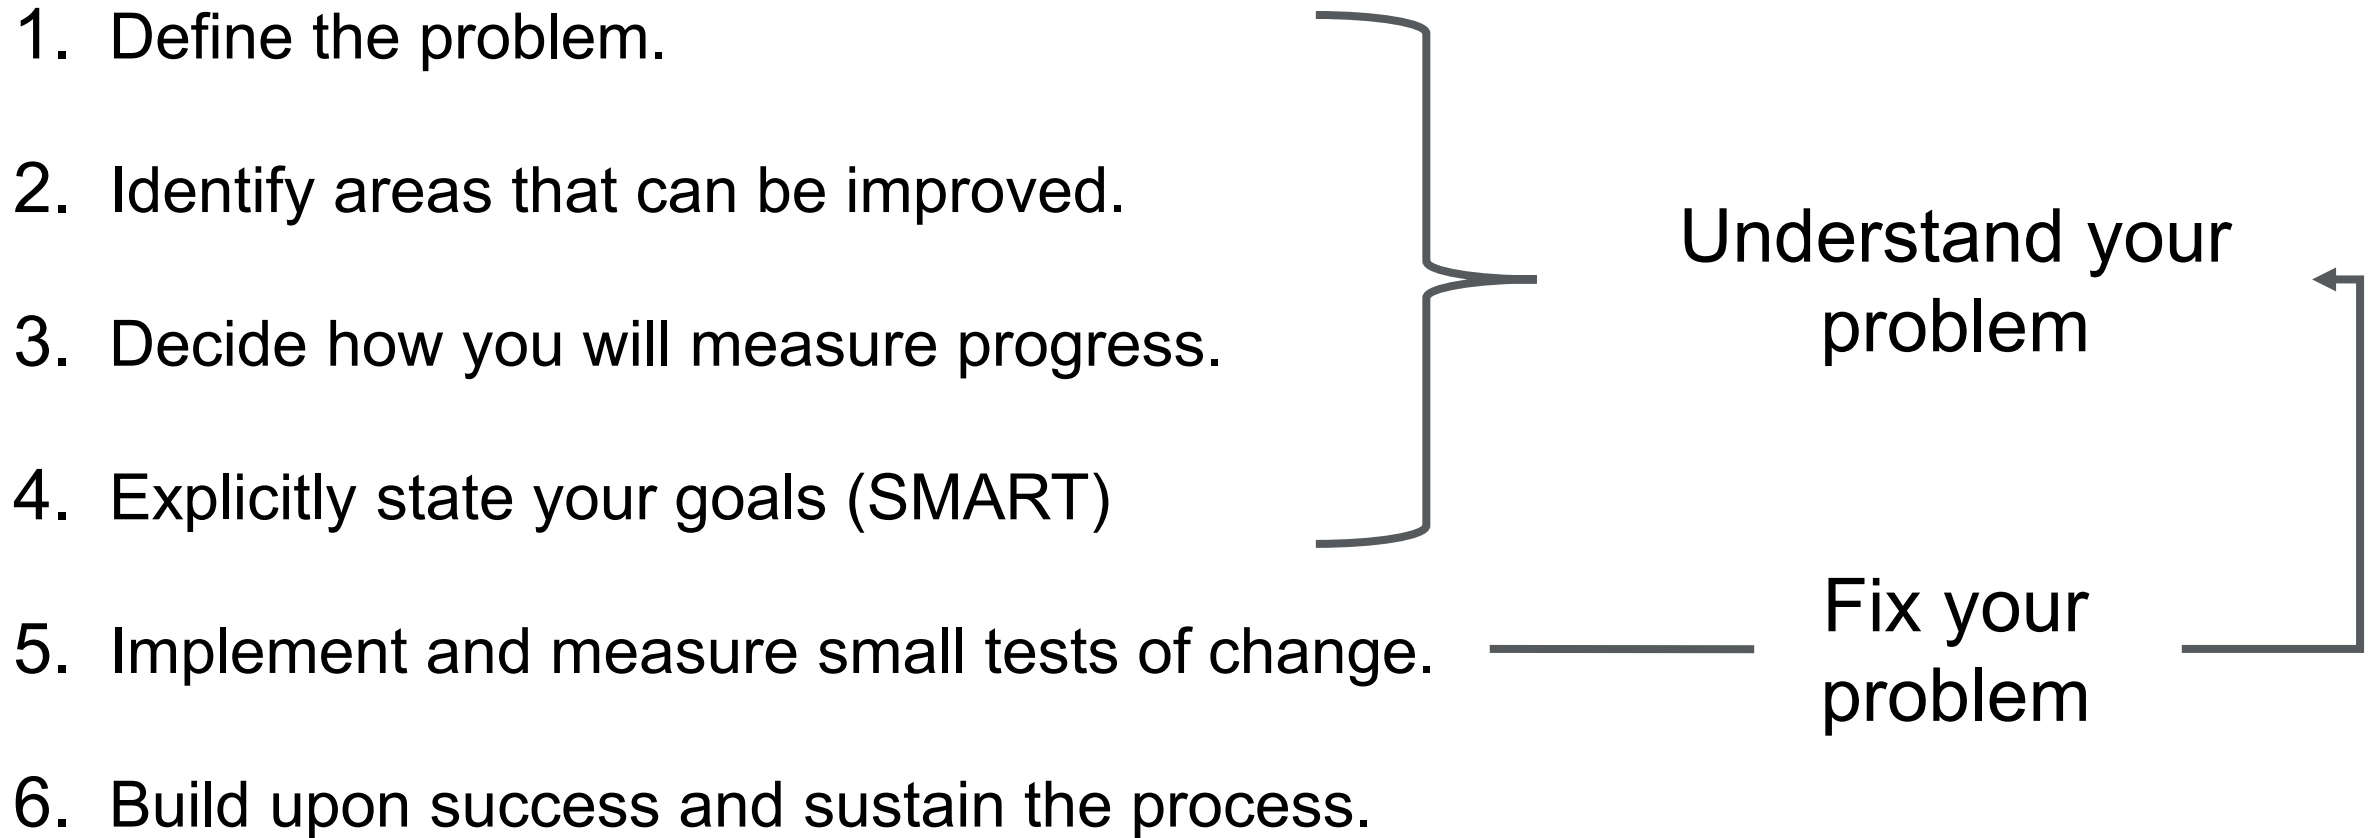 1. Define the problem.
2. Identify areas that can be improved.
3. Decide how you will measure progress.
4. Explicitly state your goals (SMART)
5. Implement and measure small tests of change.
6. Build upon success and sustain the process.
Understand your
problem
Fix your
problem